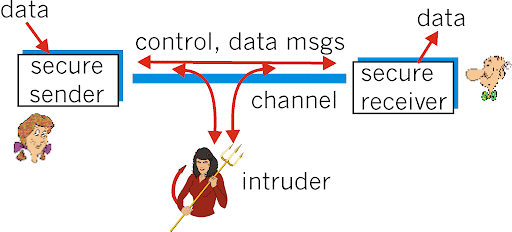 data
control, data msgs
data
secure
sender
secure
receiver
channel
intruder